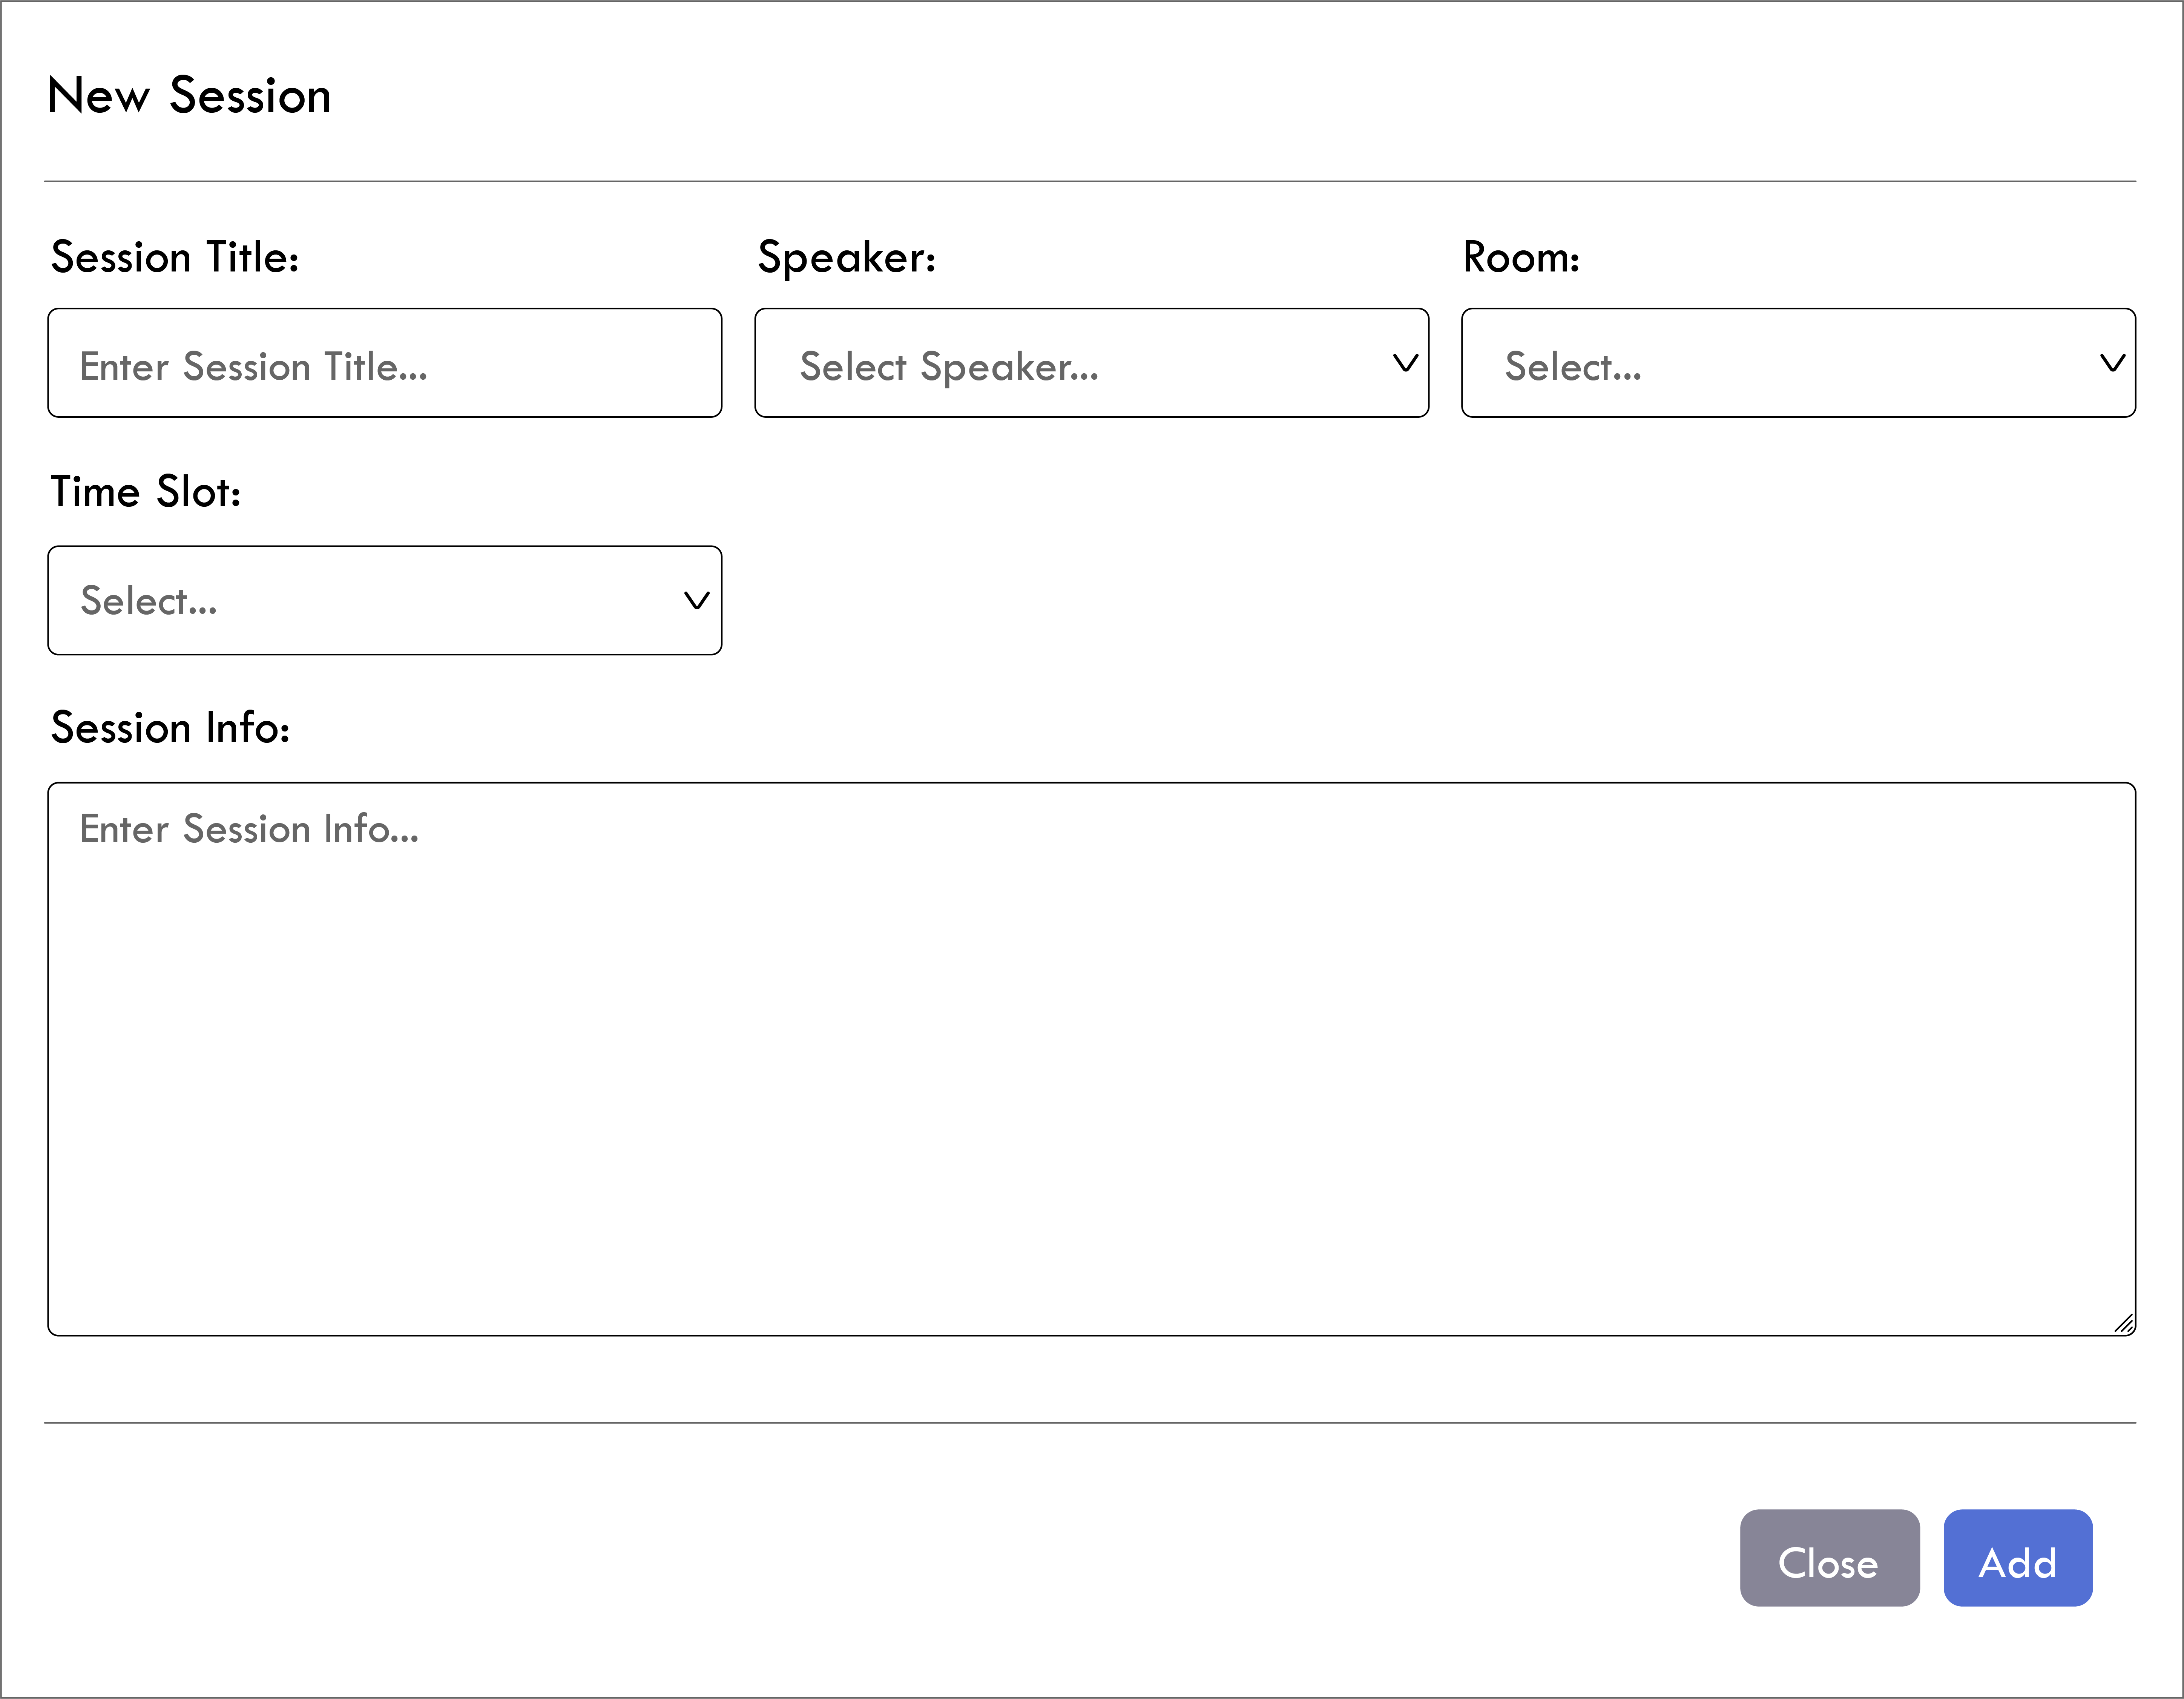 New Session
Session Title:
Speaker:
Room:
Enter Session Title...
Select Speaker...
Select...
Time Slot:
Select...
Session Info:
Enter Session Info...
Close
Add